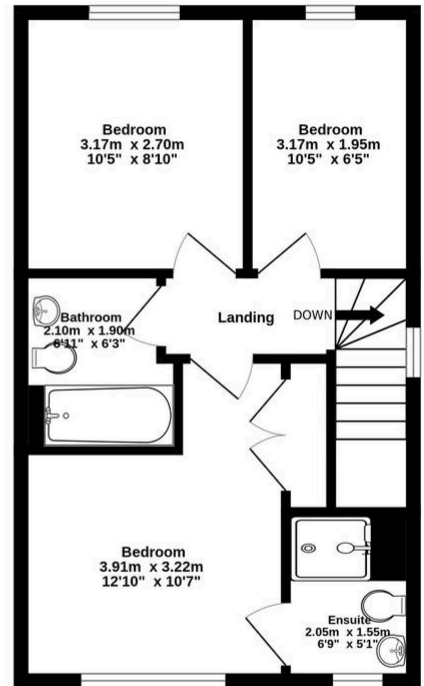 Bedroom
3.17m x 2.70m
10'5" x 8'10"
Bedroom
3.17m x 1.95m
10'5" x 6'5"
Bathroom
2.10m x 1.90m
6'11" x 6'3"
Landing
DOWN
Bedroom
3.91m x 3.22m
12'10" x 10'7"
Ensuite
2.05m x 1.55m
6'9" x 5'1"